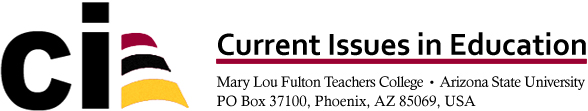 cie
Current Issues in Education
Mary Lou Fulton Teachers College • Arizona State University
PO Box 37100, Phoenix, AZ 85069, USA